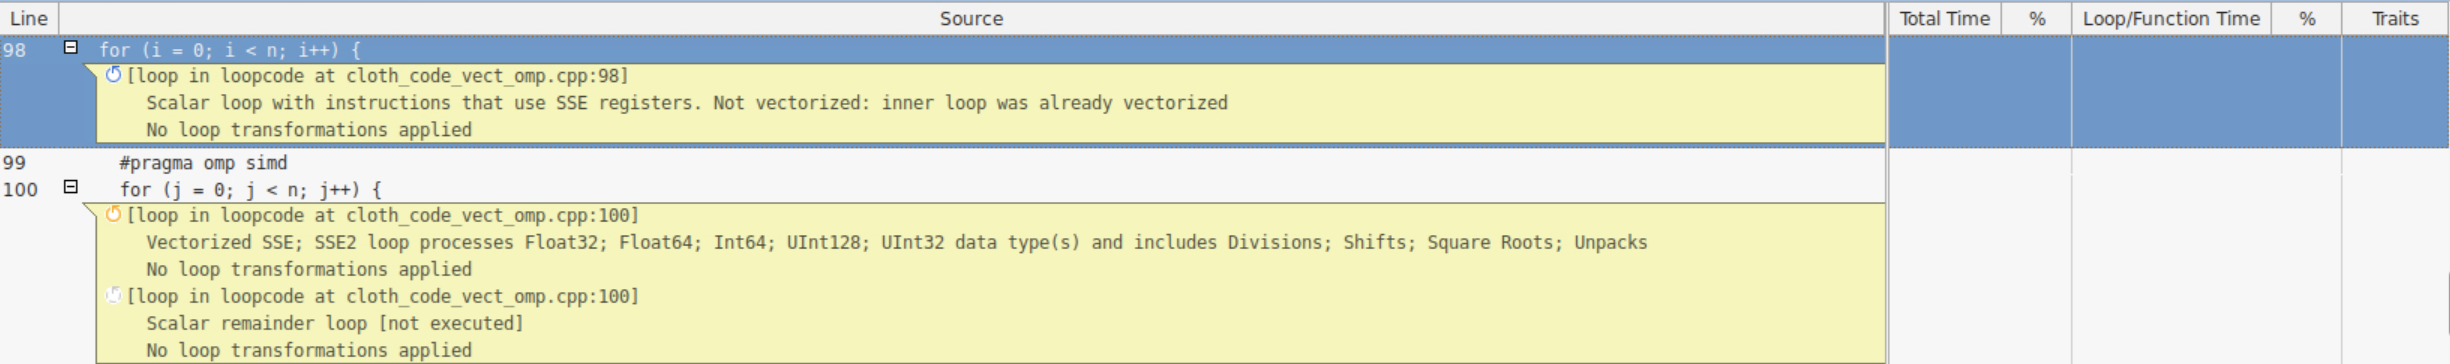 Line Source Total Time % Loop/Function Time % Traits
98 for (i = 0; i < n; i++) {
[loop in loopcode at cloth_code_vect_omp.cpp:98]
Scalar loop with instructions that use SSE registers. Not vectorized: inner loop was already vectorized
No loop transformations applied
99 #pragma omp simd
100 for (j = 0; j < n; j++) {
[loop in loopcode at cloth_code_vect_omp.cpp:100]
Vectorized SSE; SSE2 loop processes Float32; Float64; Int64; UInt128; UInt32 data type(s) and includes Divisions; Shifts; Square Roots; Unpacks
No loop transformations applied
[loop in loopcode at cloth_code_vect_omp.cpp:100]
Scalar remainder loop [not executed]
No loop transformations applied